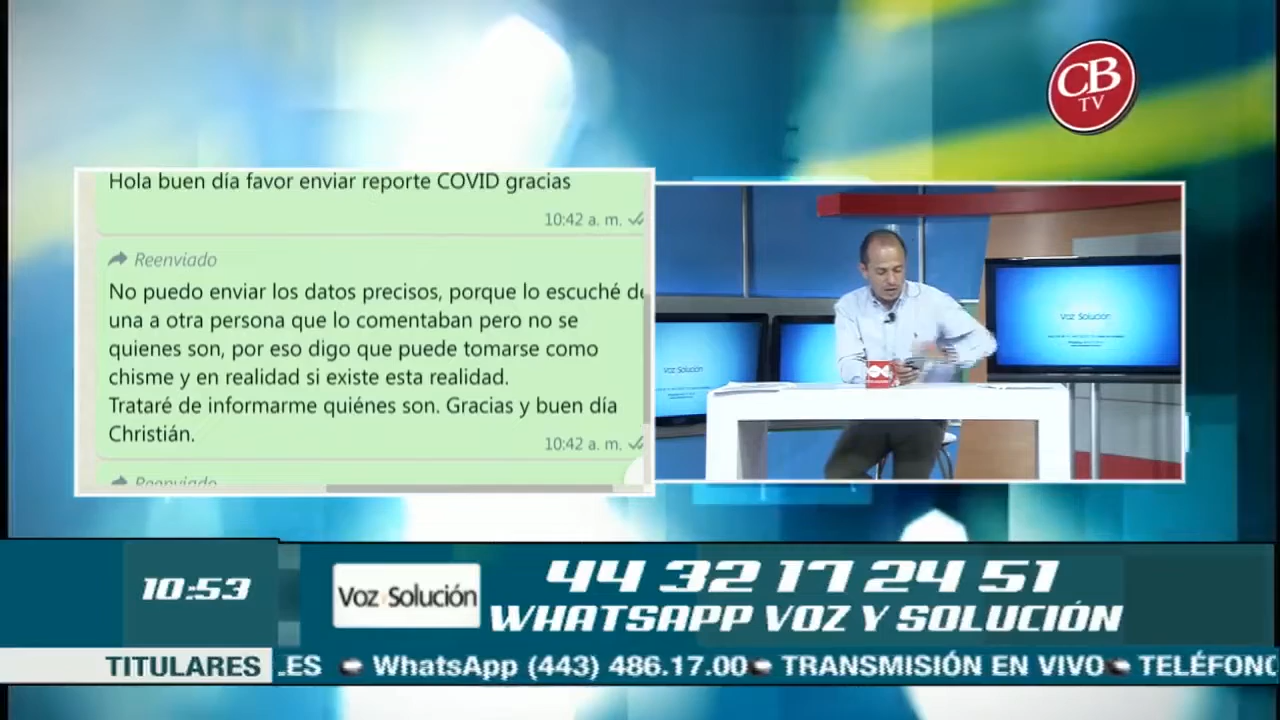 CB
TV
Hola buen día favor enviar reporte COVID gracias
10:42 a. m.
Reenviado
No puedo enviar los datos precisos, porque lo escuché de
una a otra persona que lo comentaban pero no se
quienes son, por eso digo que puede tomarse como
chisme y en realidad si existe esta realidad.
Trataré de informarme quiénes son. Gracias y buen día
Christián.
10:42 a. m.
Reenviado
Voz Solución
Voz Solución
10:53
Voz y Solución
44 32 17 24 51
WHATSAPP VOZ Y SOLUCIÓN
TITULARES
.ES WhatsApp (443) 486.17.00 TRANSMISIÓN EN VIVO TELÉFONO